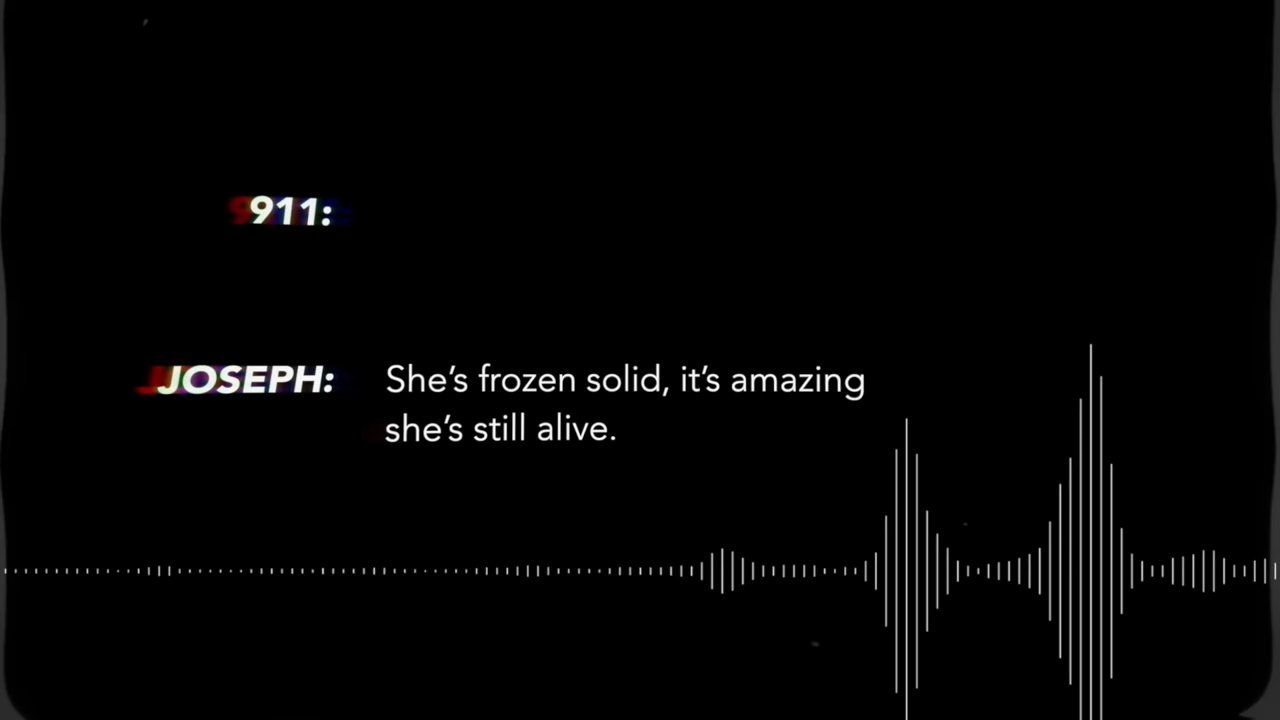 911:
JOSEPH: She’s frozen solid, it’s amazing
she’s still alive.